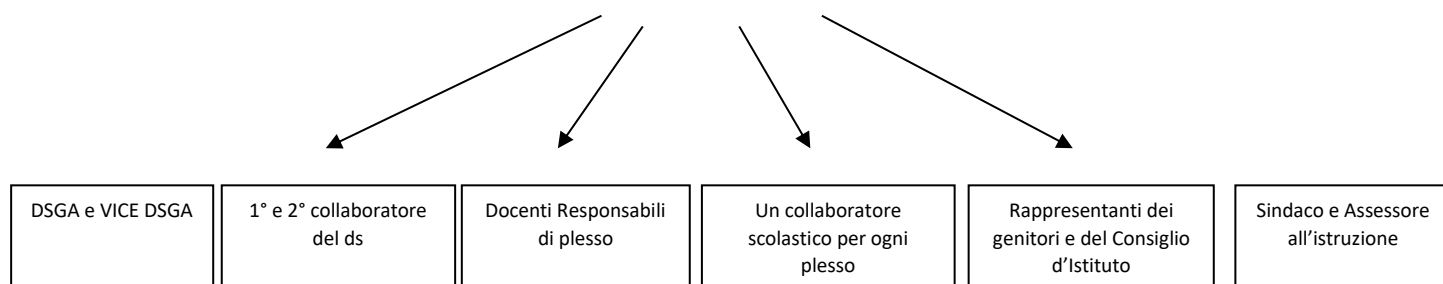 DSGA e VICE DSGA
1° e 2° collaboratore
del ds
Docenti Responsabili
di plesso
Un collaboratore
scolastico per ogni
plesso
Rappresentanti dei
genitori e del Consiglio
d’Istituto
Sindaco e Assessore
all’istruzione